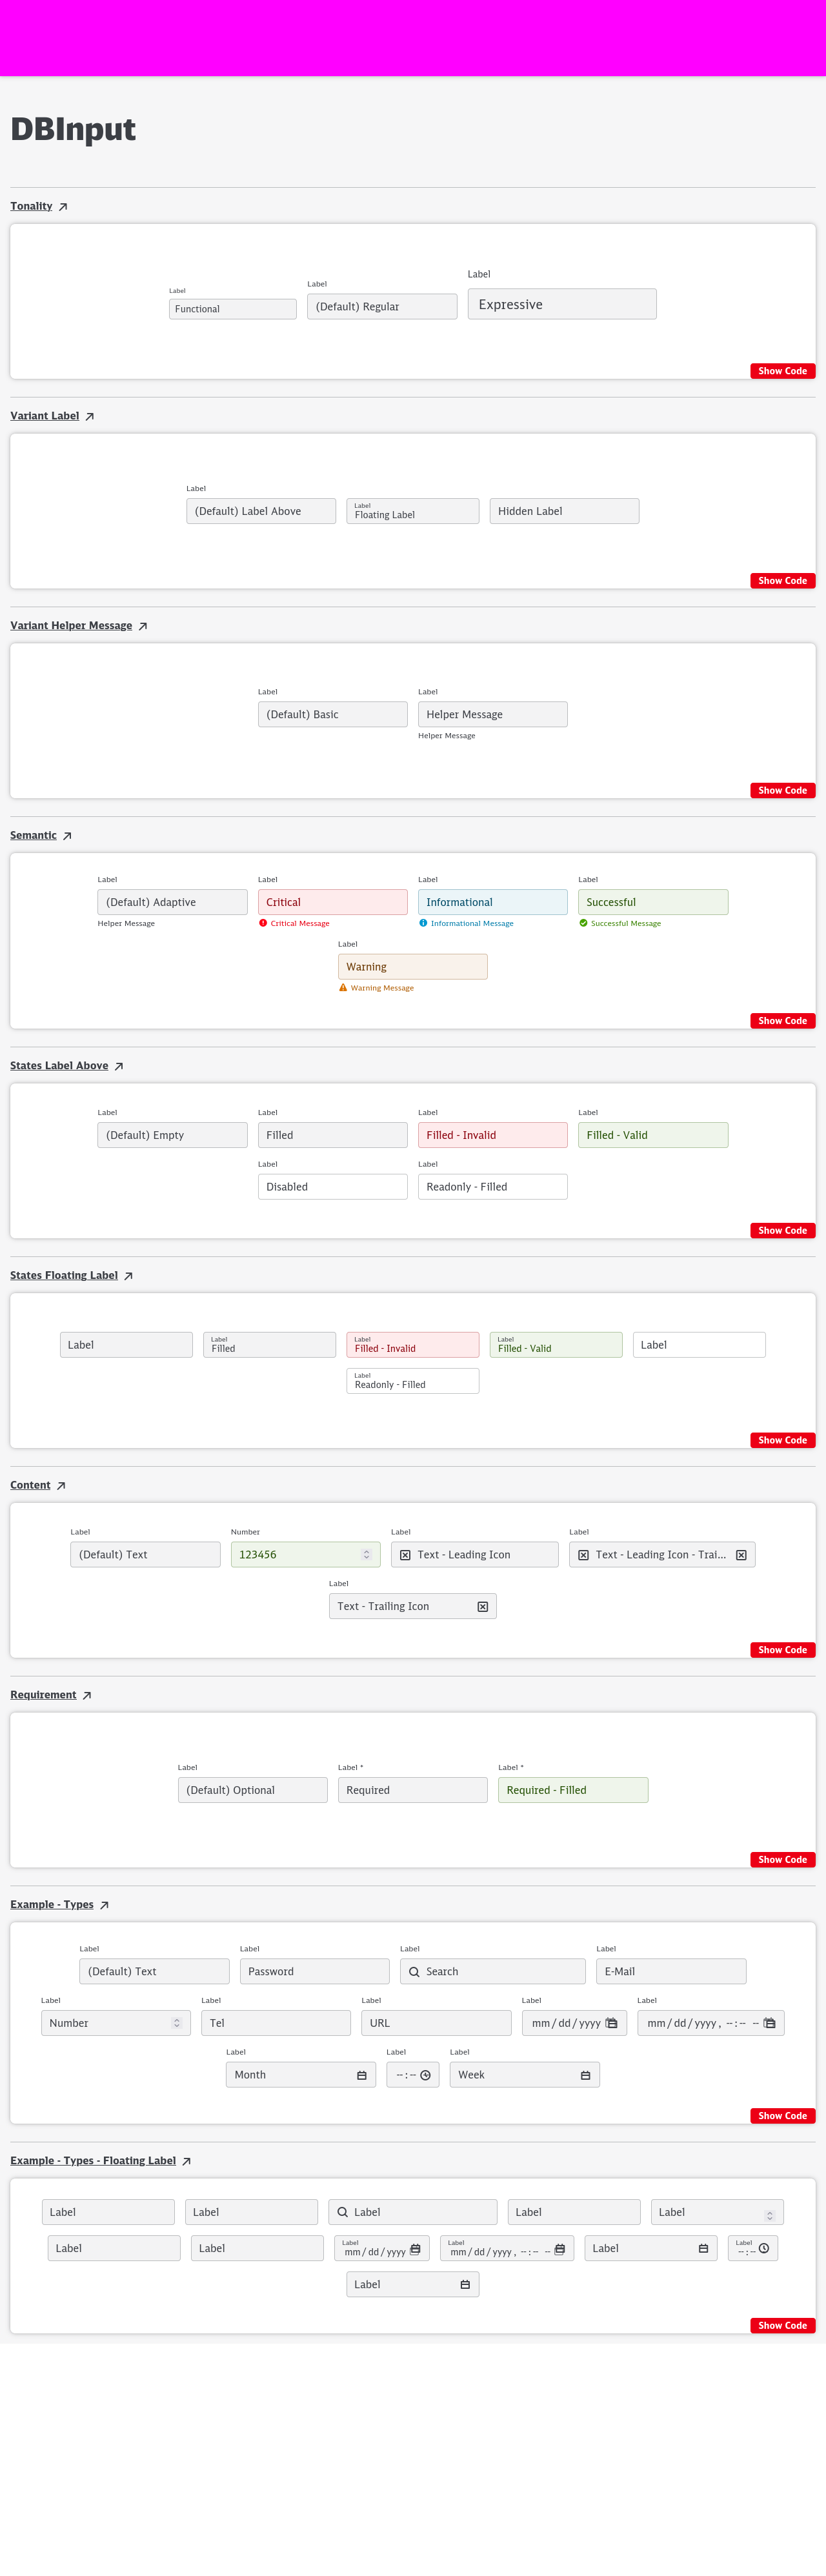 DBInput
Tonality
Label
Label
Label
Functional
(Default) Regular
Expressive
Show Code
Variant Label
Label
(Default) Label Above
Label
Floating Label
Hidden Label
Show Code
Variant Helper Message
Label
Label
(Default) Basic
Helper Message
Helper Message
Show Code
Semantic
Label
Label
Label
Label
(Default) Adaptive
Critical
Informational
Successful
Helper Message
Critical Message
Informational Message
Successful Message
Label
Warning
Warning Message
Show Code
States Label Above
Label
Label
Label
Label
(Default) Empty
Filled
Filled - Invalid
Filled - Valid
Label
Label
Disabled
Readonly - Filled
Show Code
States Floating Label
Label
Label
Filled
Label
Filled - Invalid
Label
Filled - Valid
Label
Label
Readonly - Filled
Show Code
Content
Label
Number
Label
Label
(Default) Text
123456
Text - Leading Icon
Text - Leading Icon - Trai...
Label
Text - Trailing Icon
Show Code
Requirement
Label
Label *
Label *
(Default) Optional
Required
Required - Filled
Show Code
Example - Types
Label
Label
Label
Label
(Default) Text
Password
Search
E-Mail
Label
Label
Label
Label
Label
Number
Tel
URL
mm/dd/yyyy
mm/dd/yyyy, --:-- --
Label
Label
Label
Month
--:--
Week
Show Code
Example - Types - Floating Label
Label
Label
Label
Label
Label
Label
Label
Label
mm/dd/yyyy
Label
mm/dd/yyyy, --:-- --
Label
Label
--:--
Label
Show Code